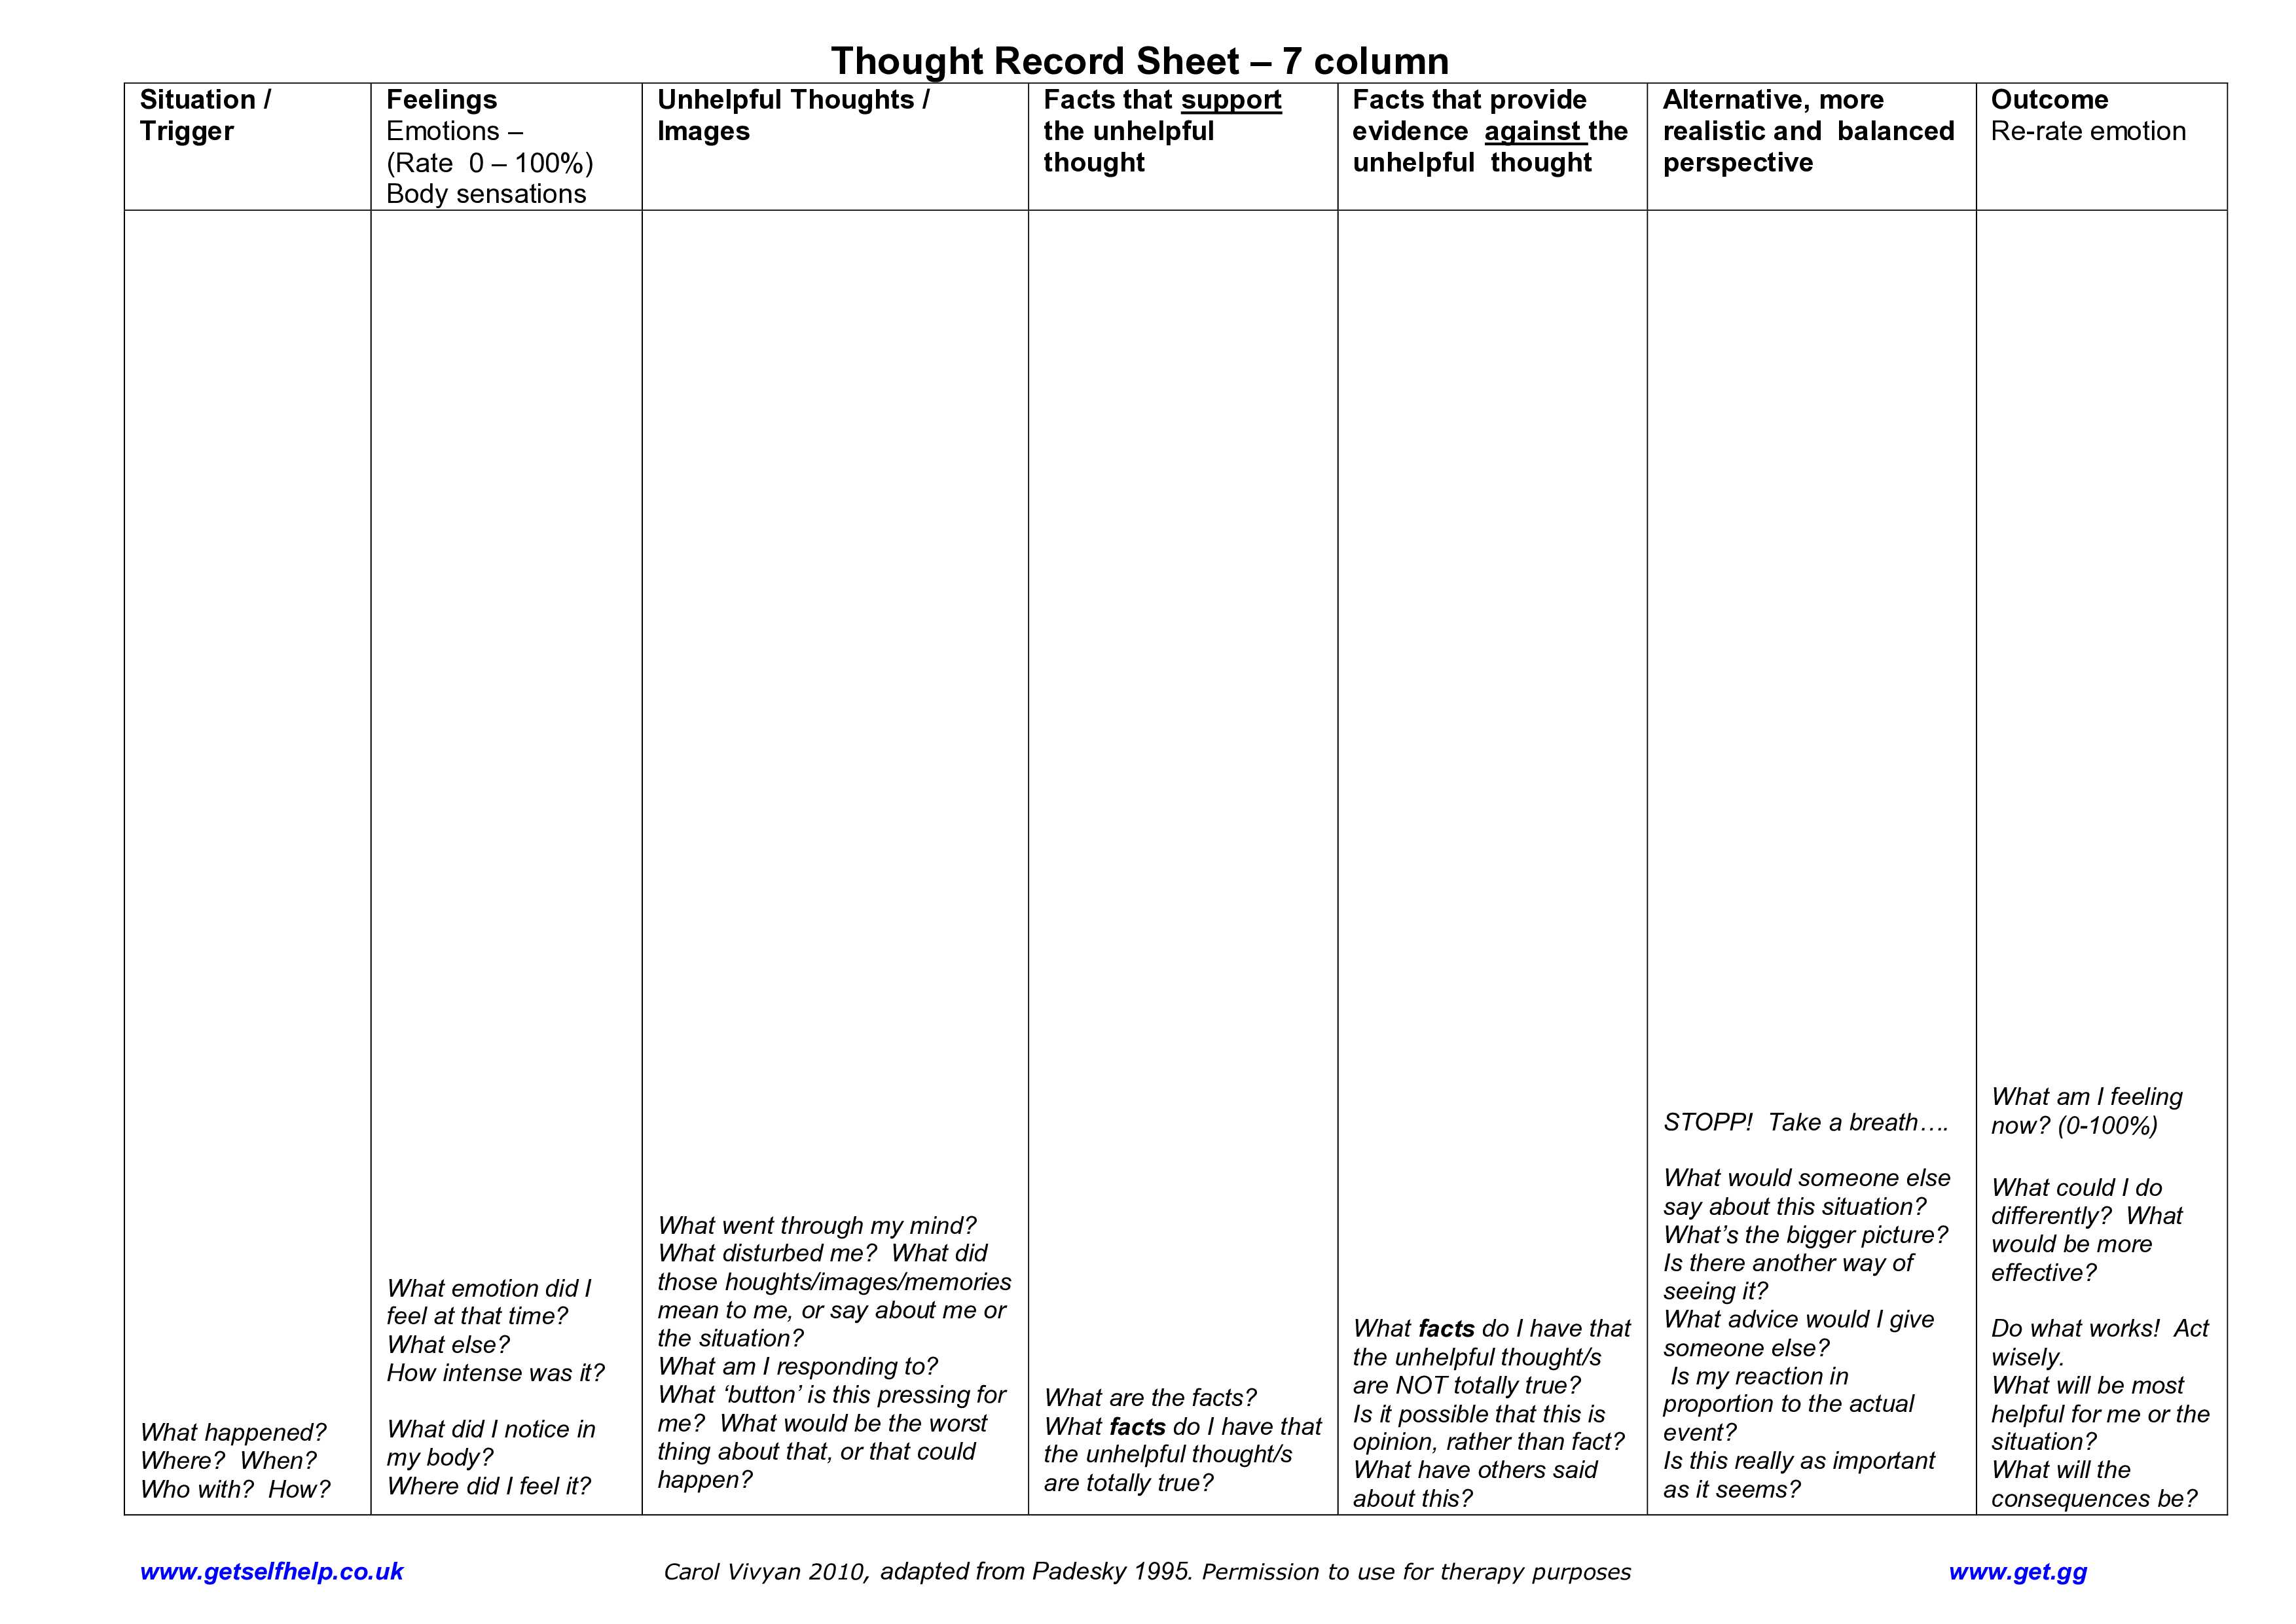 Thought Record Sheet – 7 column
Situation /
Trigger
Feelings
Emotions –
(Rate  0 – 100%)
Body sensations
Unhelpful Thoughts /
Images
Facts that support
the unhelpful
thought
Facts that provide
evidence  against the
unhelpful  thought
Alternative, more
realistic and  balanced
perspective
Outcome
Re-rate emotion
What happened?
Where?  When?
Who with?  How?
What emotion did I
feel at that time?
What else?
How intense was it?
What did I notice in
my body?
Where did I feel it?
What went through my mind?
What disturbed me?  What did
those houghts/images/memories
mean to me, or say about me or
the situation?
What am I responding to?
What ‘button’ is this pressing for
me?  What would be the worst
thing about that, or that could
happen?
What are the facts?
What facts do I have that
the unhelpful thought/s
are totally true?
What facts do I have that
the unhelpful thought/s
are NOT totally true?
Is it possible that this is
opinion, rather than fact?
What have others said
about this?
STOPP!  Take a breath….
What would someone else
say about this situation?
What’s the bigger picture?
Is there another way of
seeing it?
What advice would I give
someone else?
Is my reaction in
proportion to the actual
event?
Is this really as important
as it seems?
What am I feeling
now? (0-100%)
What could I do
differently?  What
would be more
effective?
Do what works!  Act
wisely.
What will be most
helpful for me or the
situation?
What will the
consequences be?
www.getselfhelp.co.uk
Carol Vivyan 2010, adapted from Padesky 1995. Permission to use for therapy purposes
www.get.gg